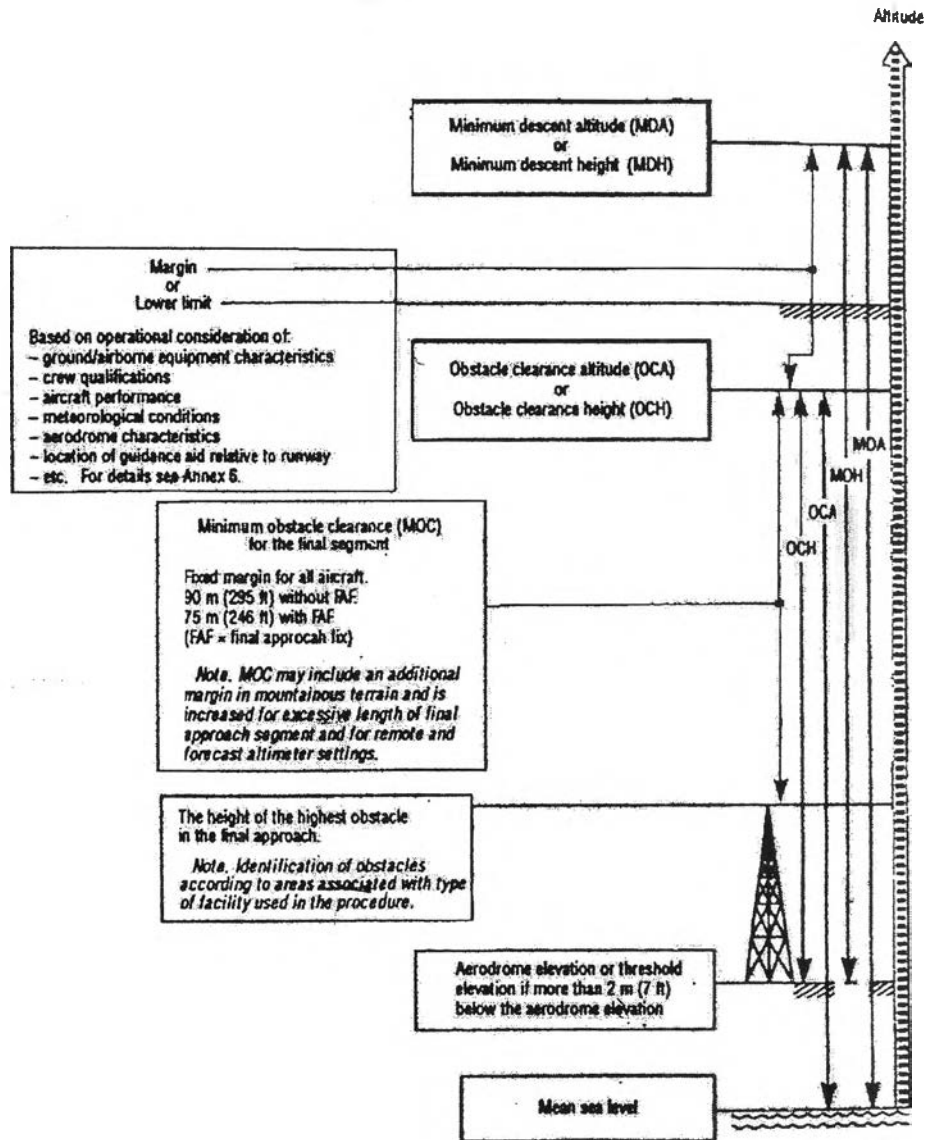 Altitude
Minimum descent altitude (MDA)
or
Minimum descent height (MDH)
Margin
or
Lower limit
Based on operational consideration of:
– ground/airborne equipment characteristics
– crew qualifications
– aircraft performance
– meteorological conditions
– aerodrome characteristics
– location of guidance aid relative to runway
– etc. For details see Annex 6.
Obstacle clearance altitude (OCA)
or
Obstacle clearance height (OCH)
MDA
MOH
OCA
OCH
Minimum obstacle clearance (MOC)
for the final segment
Fixed margin for all aircraft.
90 m (295 ft) without FAF.
75 m (246 ft) with FAF
(FAF = final approcah fix)
Note. MOC may include an additional
margin in mountainous terrain and is
increased for excessive length of final
approach segment and for remote and
forecast altimeter settings.
The height of the highest obstacle
in the final approach.
Note. Identification of obstacles
according to areas associated with type
of facility used in the procedure.
Aerodrome elevation or threshold
elevation if more than 2 m (7 ft)
below the aerodrome elevation
Mean sea level